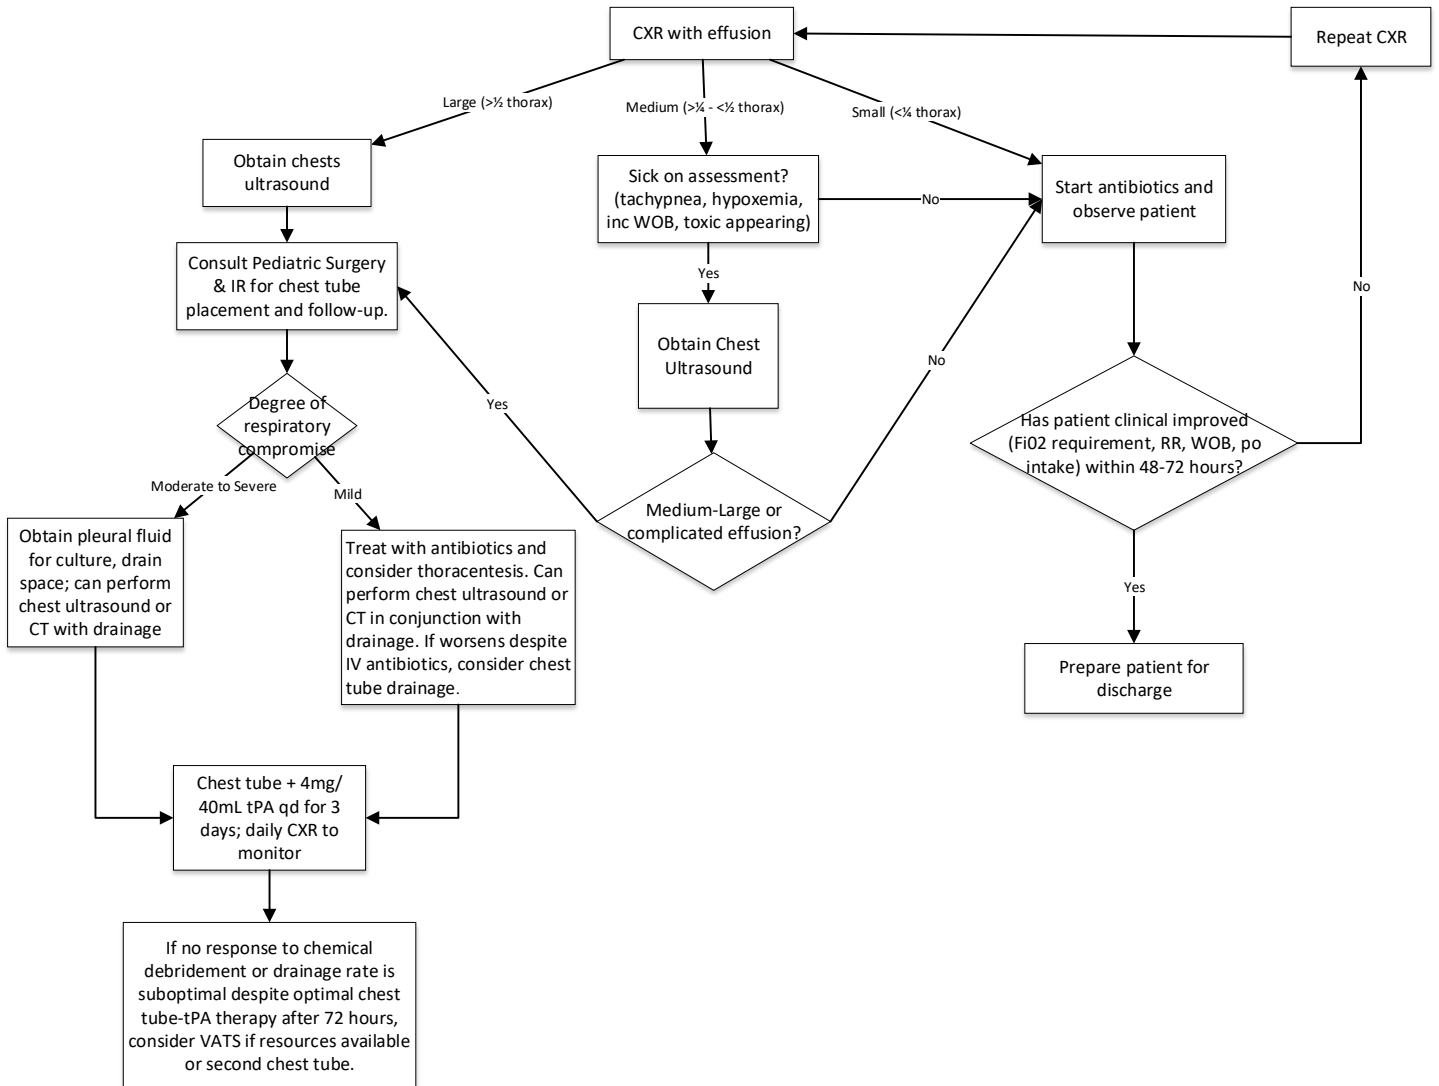 CXR with effusion
Repeat CXR
Large (>½ thorax)
Medium (>¼ - <½ thorax)
Small (<¼ thorax)
Obtain chests
ultrasound
Sick on assessment?
(tachypnea, hypoxemia,
inc WOB, toxic appearing)
No
Start antibiotics and
observe patient
Consult Pediatric Surgery
& IR for chest tube
placement and follow-up.
Yes
No
Obtain Chest
Ultrasound
No
Yes
Degree of
respiratory
compromise
Has patient clinical improved
(Fi02 requirement, RR, WOB, po
intake) within 48-72 hours?
Moderate to Severe
Mild
Medium-Large or
complicated effusion?
Obtain pleural fluid
for culture, drain
space; can perform
chest ultrasound or
CT with drainage
Treat with antibiotics and
consider thoracentesis. Can
perform chest ultrasound or
CT in conjunction with
drainage. If worsens despite
IV antibiotics, consider chest
tube drainage.
Yes
Prepare patient for
discharge
Chest tube + 4mg/
40mL tPA qd for 3
days; daily CXR to
monitor
If no response to chemical
debridement or drainage rate is
suboptimal despite optimal chest
tube-tPA therapy after 72 hours,
consider VATS if resources available
or second chest tube.